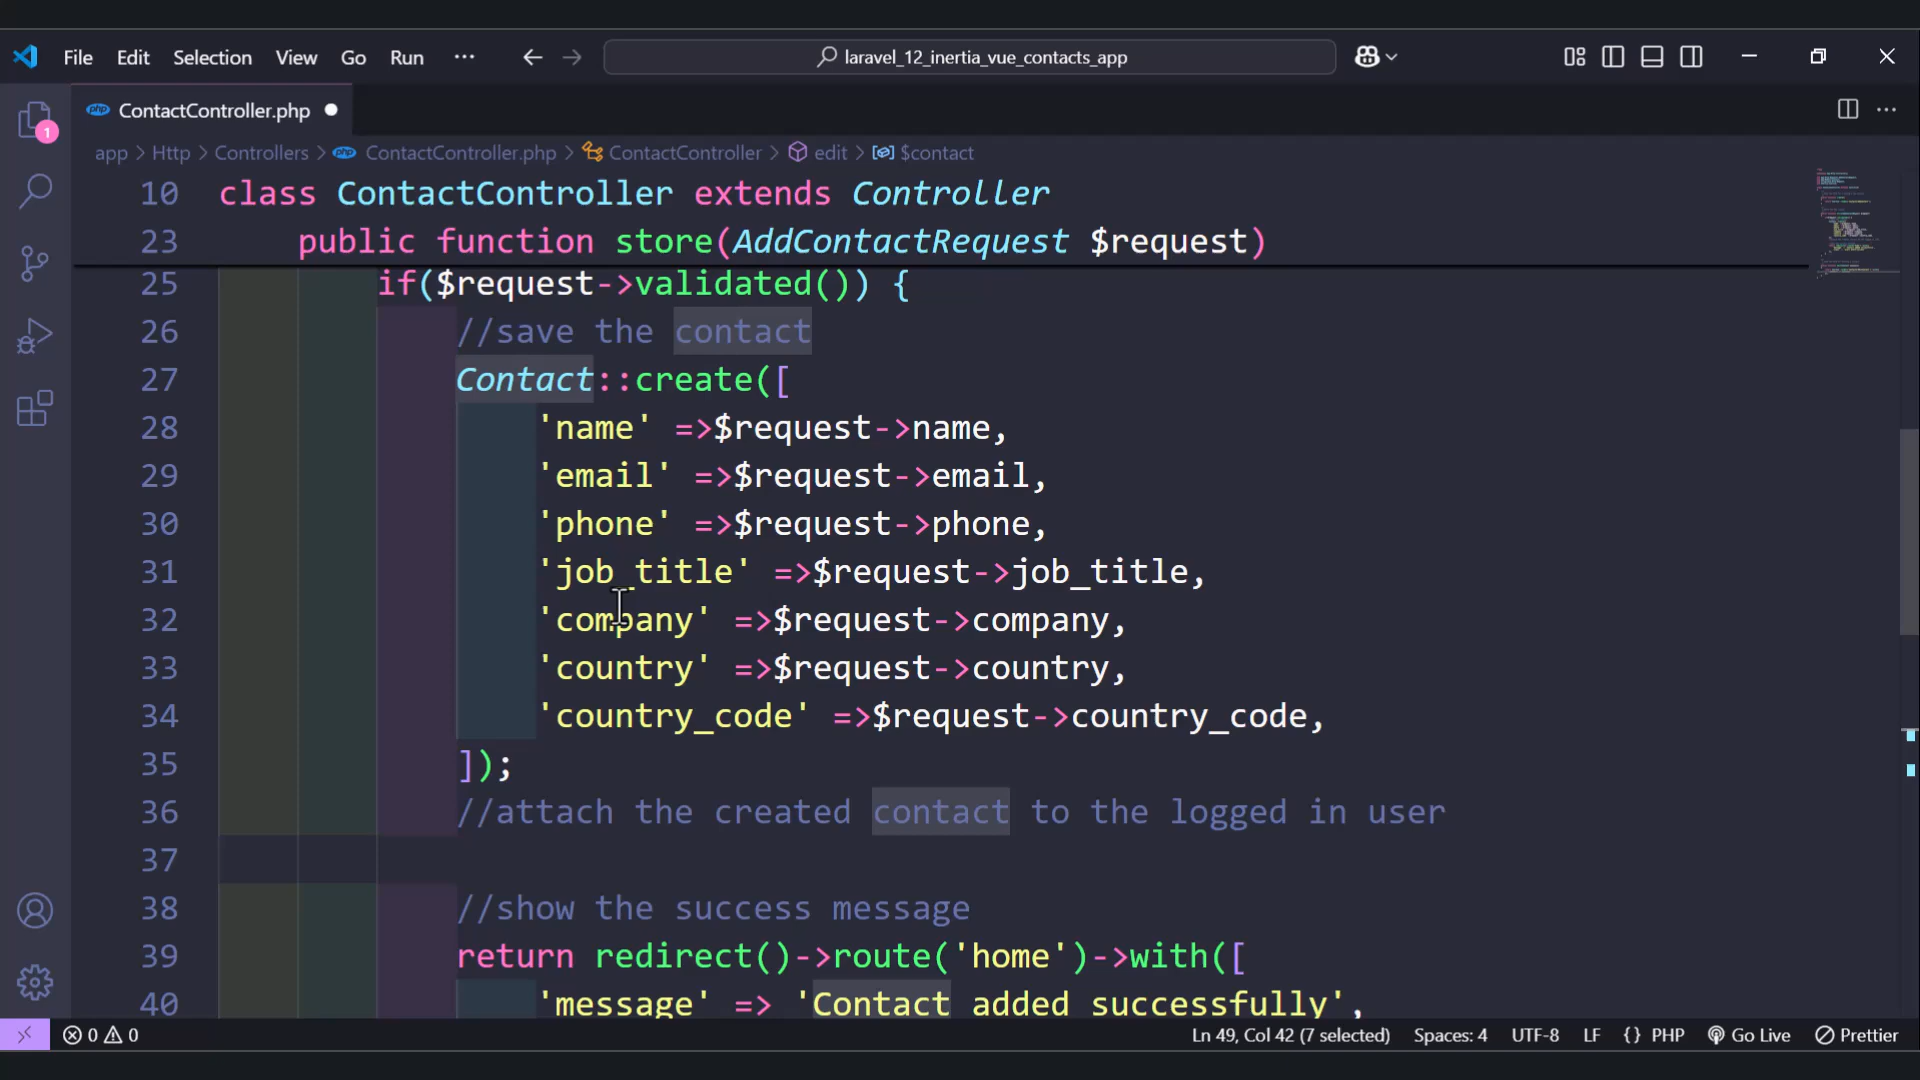 File Edit Selection View Go Run ··· laravel_12_inertia_vue_contacts_app
ContactController.php
1
app > Http > Controllers > ContactController.php > ContactController > edit > $contact
10 class ContactController extends Controller
23 public function store(AddContactRequest $request)
25 if($request->validated()) {
26 //save the contact
27 Contact::create([
28 'name' =>$request->name,
29 'email' =>$request->email,
30 'phone' =>$request->phone,
31 'job_title' =>$request->job_title,
32 'company' =>$request->company,
33 'country' =>$request->country,
34 'country_code' =>$request->country_code,
35 ]);
36 //attach the created contact to the logged in user
37
38 //show the success message
39 return redirect()->route('home')->with([
40 'message' => 'Contact added successfully',
0 0 Ln 49, Col 42 (7 selected) Spaces: 4 UTF-8 LF {} PHP Go Live Prettier